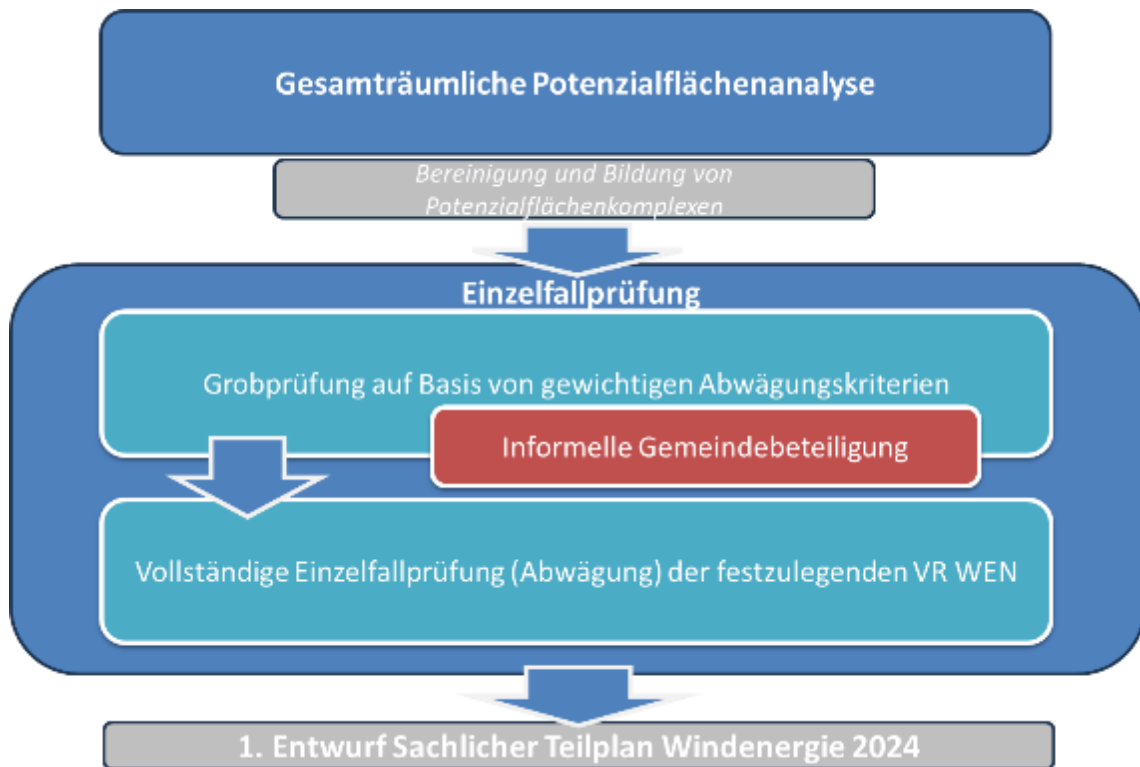 Gesamträumliche Potenzialflächenanalyse
Bereinigung und Bildung von
Potenzialflächenkomplexen
Einzelfallprüfung
Grobprüfung auf Basis von gewichtigen Abwägungskriterien
Informelle Gemeindebeteiligung
Vollständige Einzelfallprüfung (Abwägung) der festzulegenden VR WEN
1. Entwurf Sachlicher Teilplan Windenergie 2024